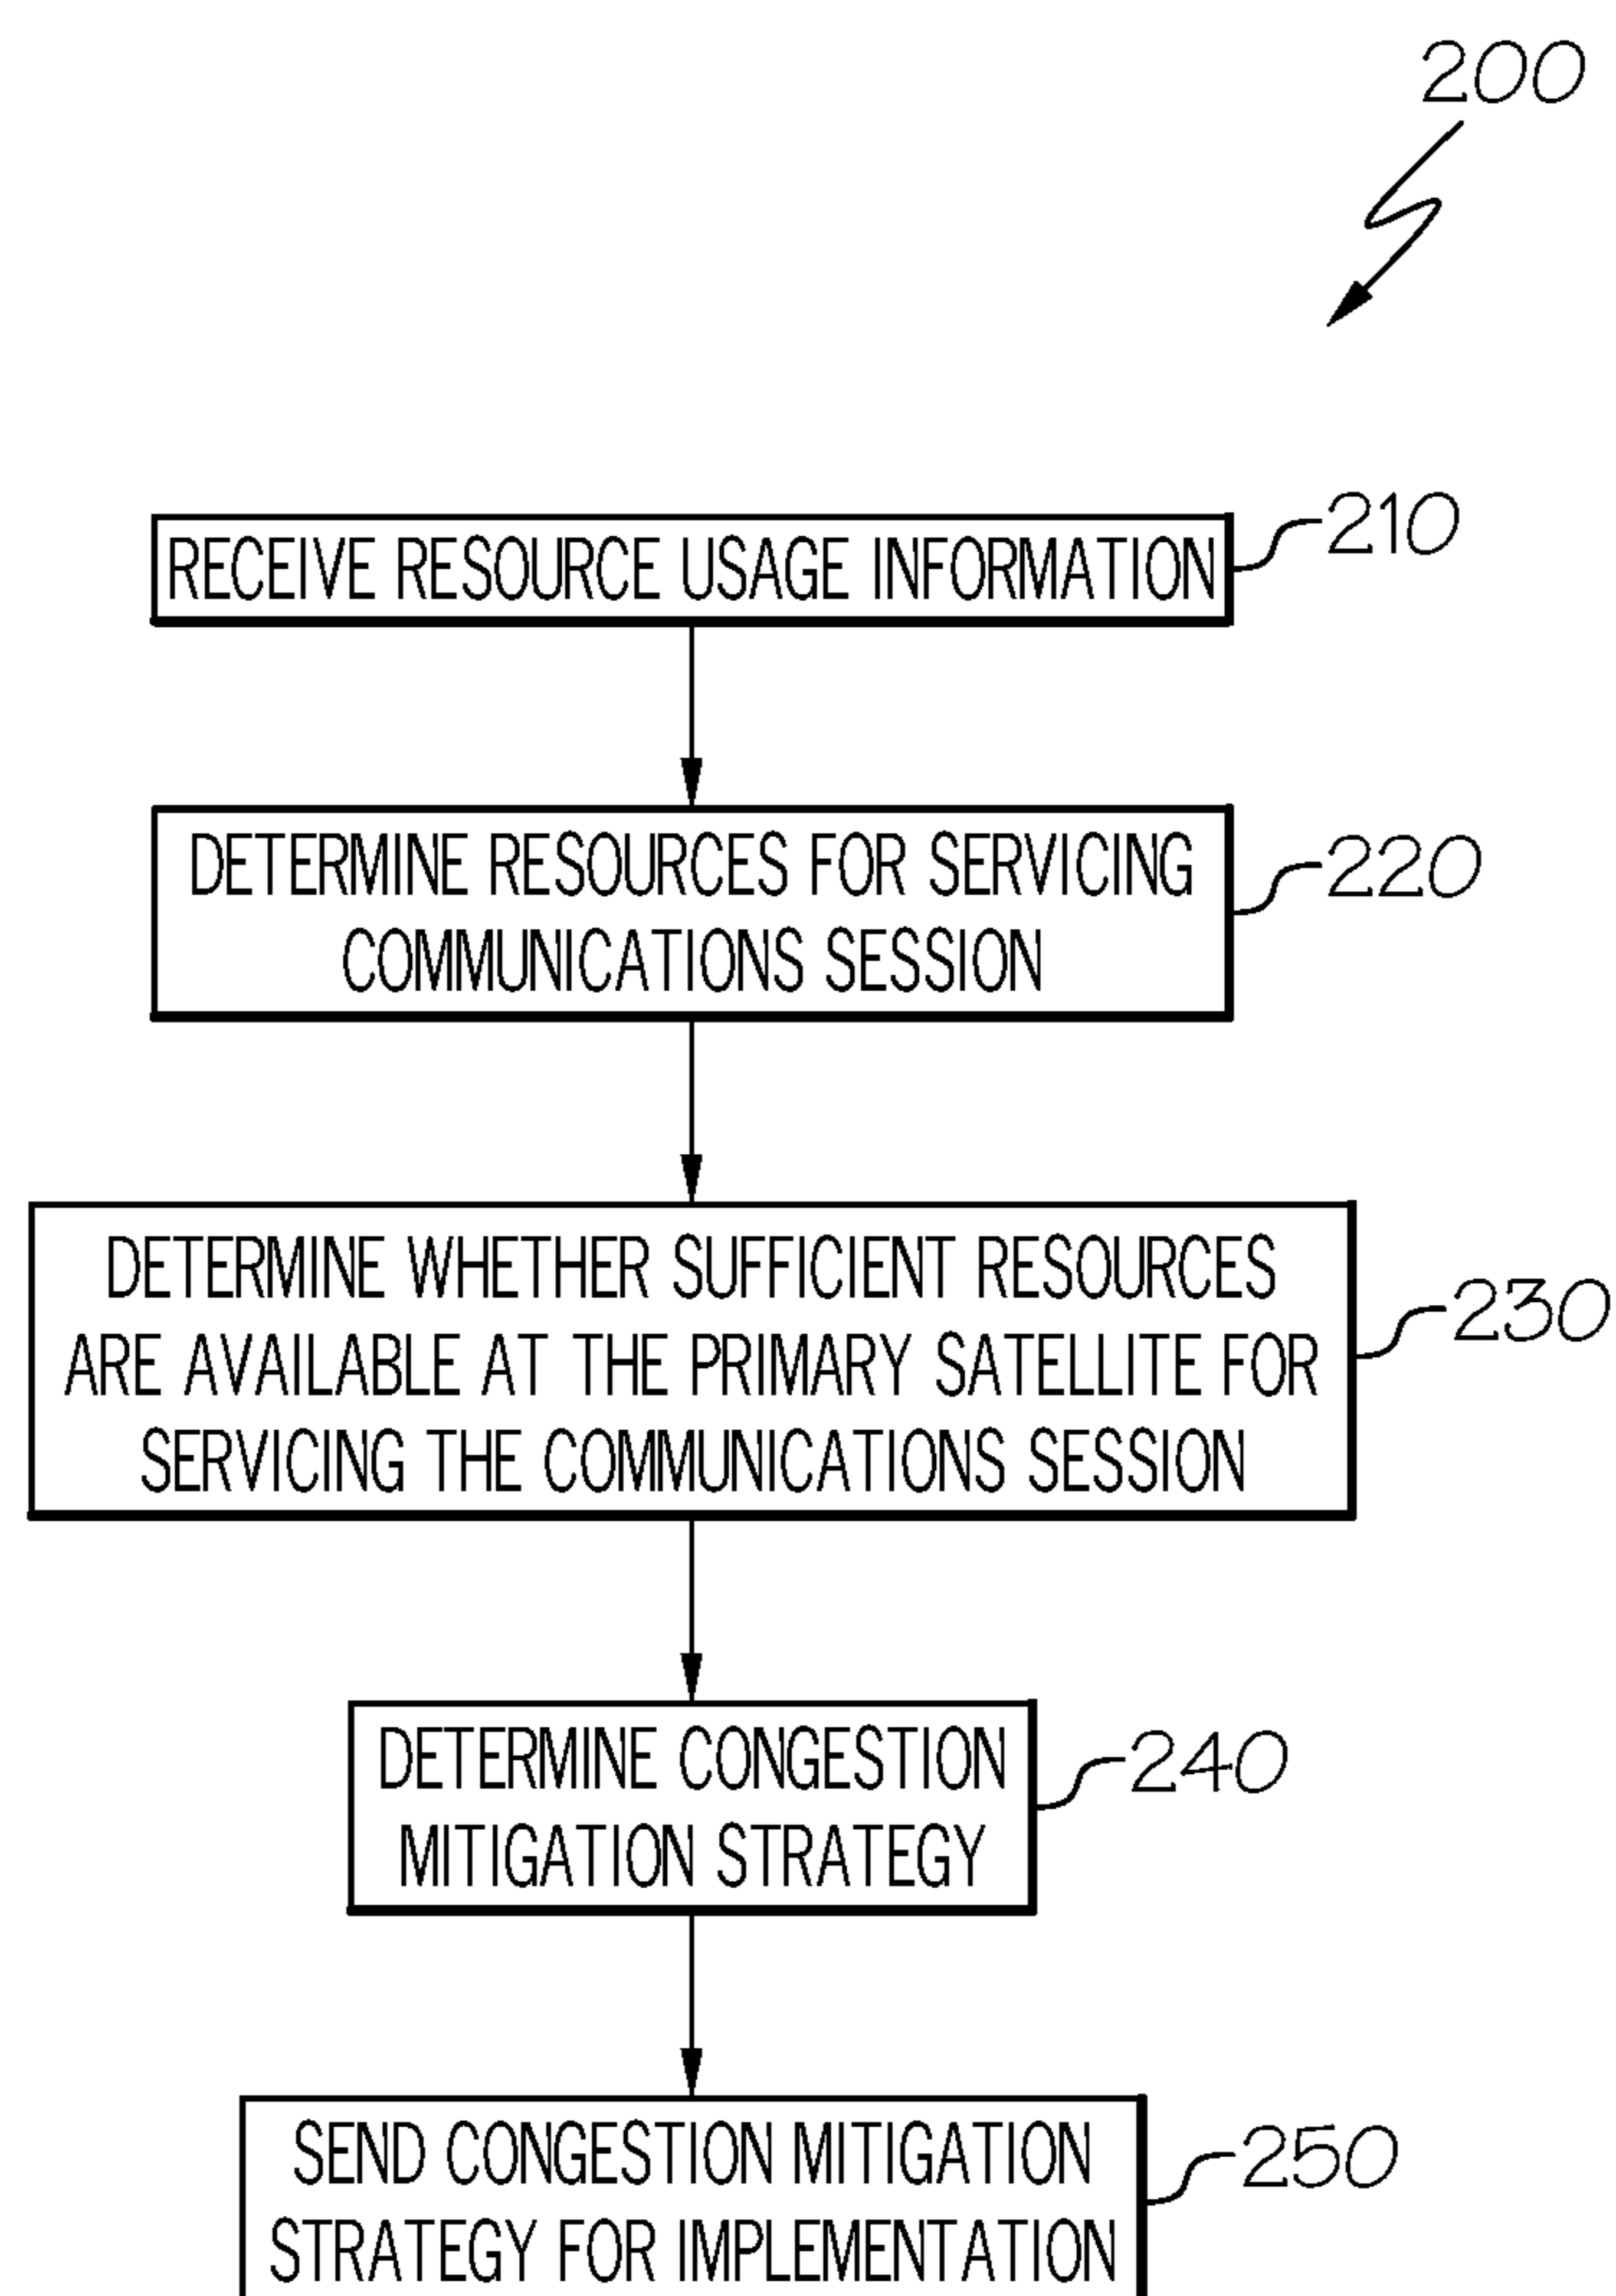 200
RECEIVE RESOURCE USAGE INFORMATION
210
DETERMINE RESOURCES FOR SERVICING
COMMUNICATIONS SESSION
220
DETERMINE WHETHER SUFFICIENT RESOURCES
ARE AVAILABLE AT THE PRIMARY SATELLITE FOR
SERVICING THE COMMUNICATIONS SESSION
230
DETERMINE CONGESTION
MITIGATION STRATEGY
240
SEND CONGESTION MITIGATION
STRATEGY FOR IMPLEMENTATION
250